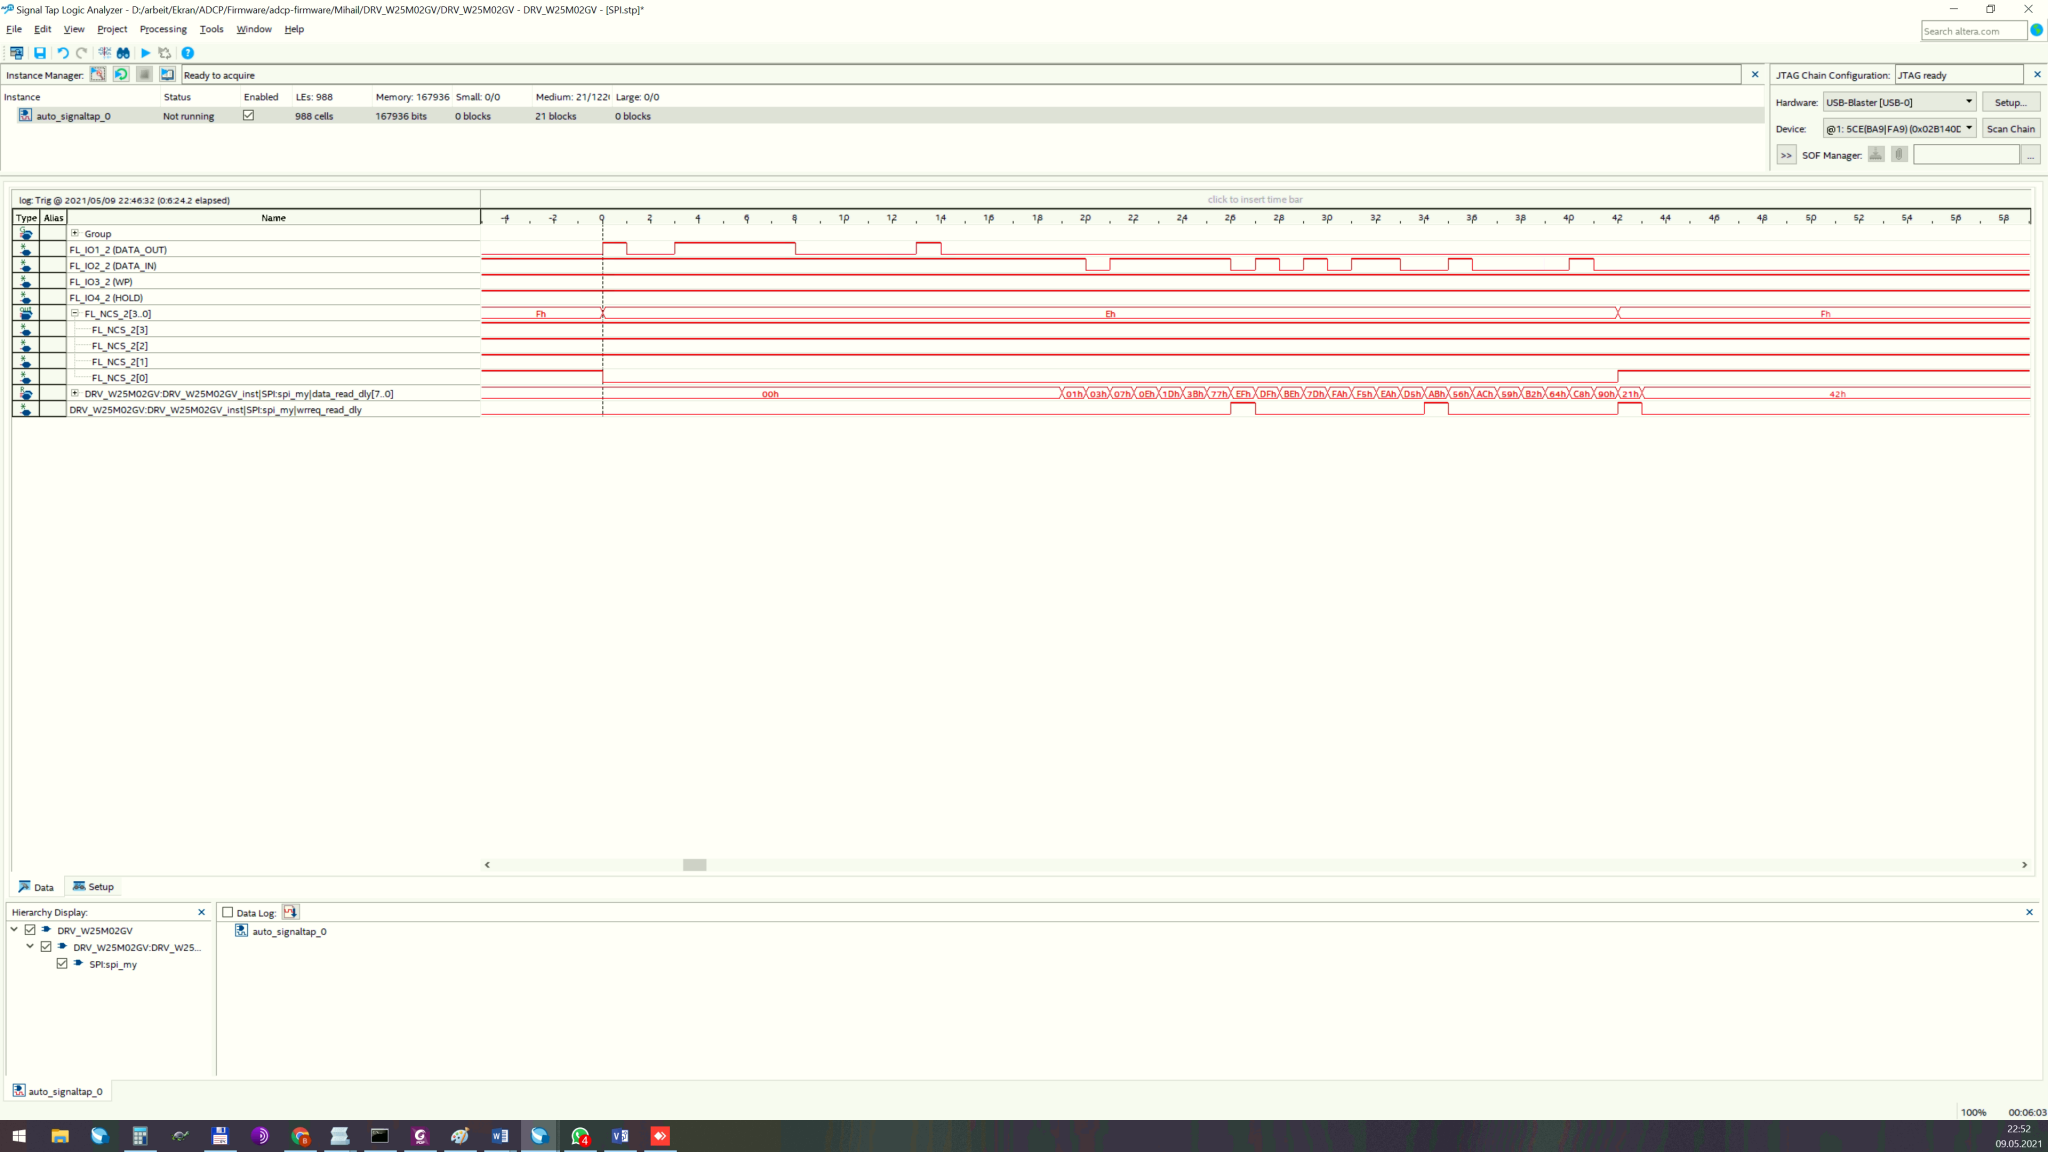 Signal Tap Logic Analyzer - D:/arbeit/Ekran/ADCP/Firmware/adcp-firmware/Mihail/DRV_W25M02GV/DRV_W25M02GV - DRV_W25M02GV - [SPI.stp]*
File Edit View Project Processing Tools Window Help
Search altera.com
Instance Manager: Ready to acquire
JTAG Chain Configuration: JTAG ready
Instance Status Enabled LEs: 988 Memory: 167936 Small: 0/0 Medium: 21/122 Large: 0/0
auto_signaltap_0 Not running 988 cells 167936 bits 0 blocks 21 blocks 0 blocks
Hardware: USB-Blaster [USB-0] Setup...
Device: @1: 5CE(BA9|FA9) (0x02B140D Scan Chain
>> SOF Manager: ...
log: Trig @ 2021/05/09 22:46:32 (0:6:24.2 elapsed)
click to insert time bar
Type Alias Name -4 -2 0 2 4 6 8 10 12 14 16 18 20 22 24 26 28 30 32 34 36 38 40 42 44 46 48 50 52 54 56 58
Group
FL_IO1_2 (DATA_OUT)
FL_IO2_2 (DATA_IN)
FL_IO3_2 (WP)
FL_IO4_2 (HOLD)
FL_NCS_2[3..0] Fh Eh Fh
FL_NCS_2[3]
FL_NCS_2[2]
FL_NCS_2[1]
FL_NCS_2[0]
DRV_W25M02GV:DRV_W25M02GV_inst|SPI:spi_my|data_read_dly[7..0] 00h 01h 03h 07h 0Eh 1Dh 3Bh 77h EFh DFh BEh 7Dh FAh F5h EAh D5h ABh 56h ACh 59h B2h 64h C8h 90h 21h 42h
DRV_W25M02GV:DRV_W25M02GV_inst|SPI:spi_my|wrreq_read_dly
Data Setup
Hierarchy Display:
DRV_W25M02GV
DRV_W25M02GV:DRV_W25...
SPI:spi_my
Data Log:
auto_signaltap_0
auto_signaltap_0
100% 00:06:03
22:52
09.05.2021